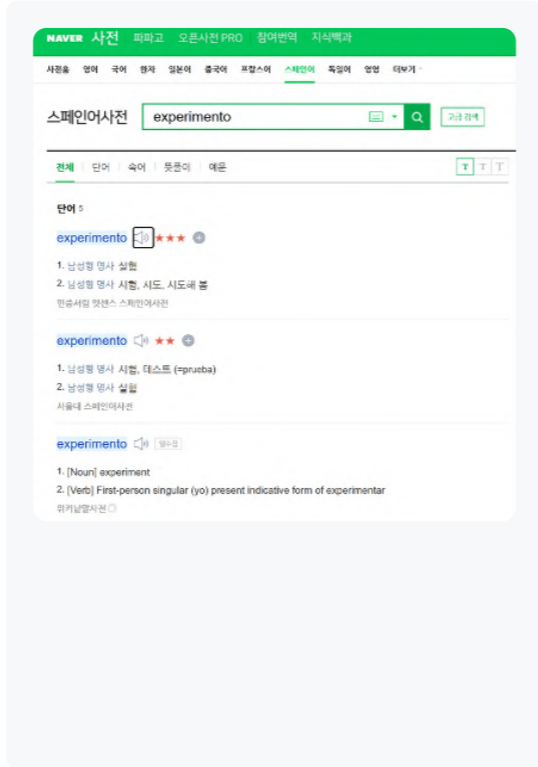 NAVER 사전 파파고 오픈사전 PRO 참여번역 지식백과
사전홈 영어 국어 한자 일본어 중국어 프랑스어 스페인어 독일어 영영 더보기
스페인어사전 experimento 고급검색
전체 단어 숙어 뜻풀이 예문 T T T
단어 5
experimento ★★★
1. 남성형 명사 실험
2. 남성형 명사 시험, 시도, 시도해 봄
민중서림 엣센스 스페인어사전
experimento ★★
1. 남성형 명사 시험, 테스트 (=prueba)
2. 남성형 명사 실험
서울대 스페인어사전
experimento
1. [Noun] experiment
2. [Verb] First-person singular (yo) present indicative form of experimentar
위키낱말사전